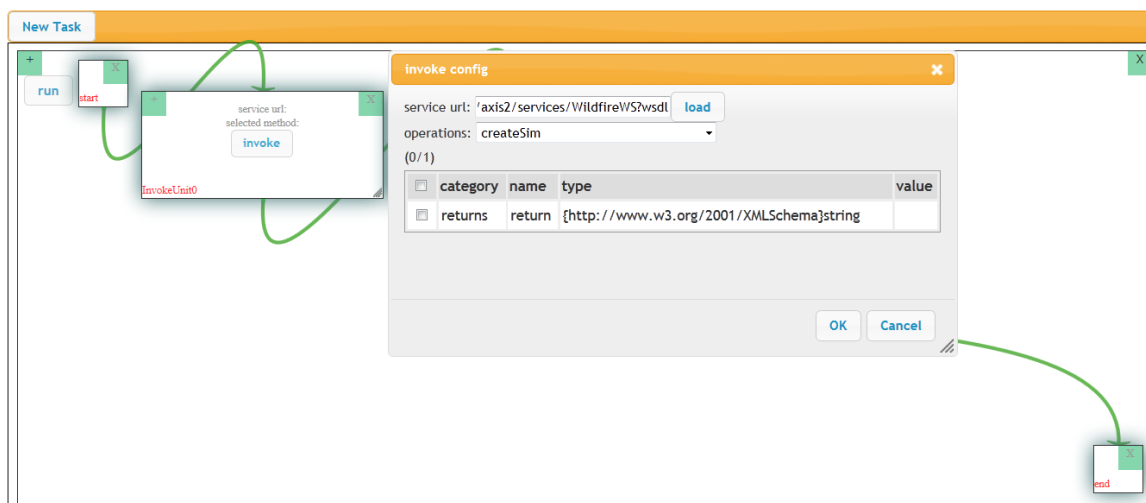 New Task
+
X
X
run
start
+
X
service url:
selected method:
invoke
InvokeUnit0
invoke config
service url: /axis2/services/WildfireWS?wsdl load
operations: createSim
(0/1)
category name type value
returns return {http://www.w3.org/2001/XMLSchema}string
OK Cancel
X
end